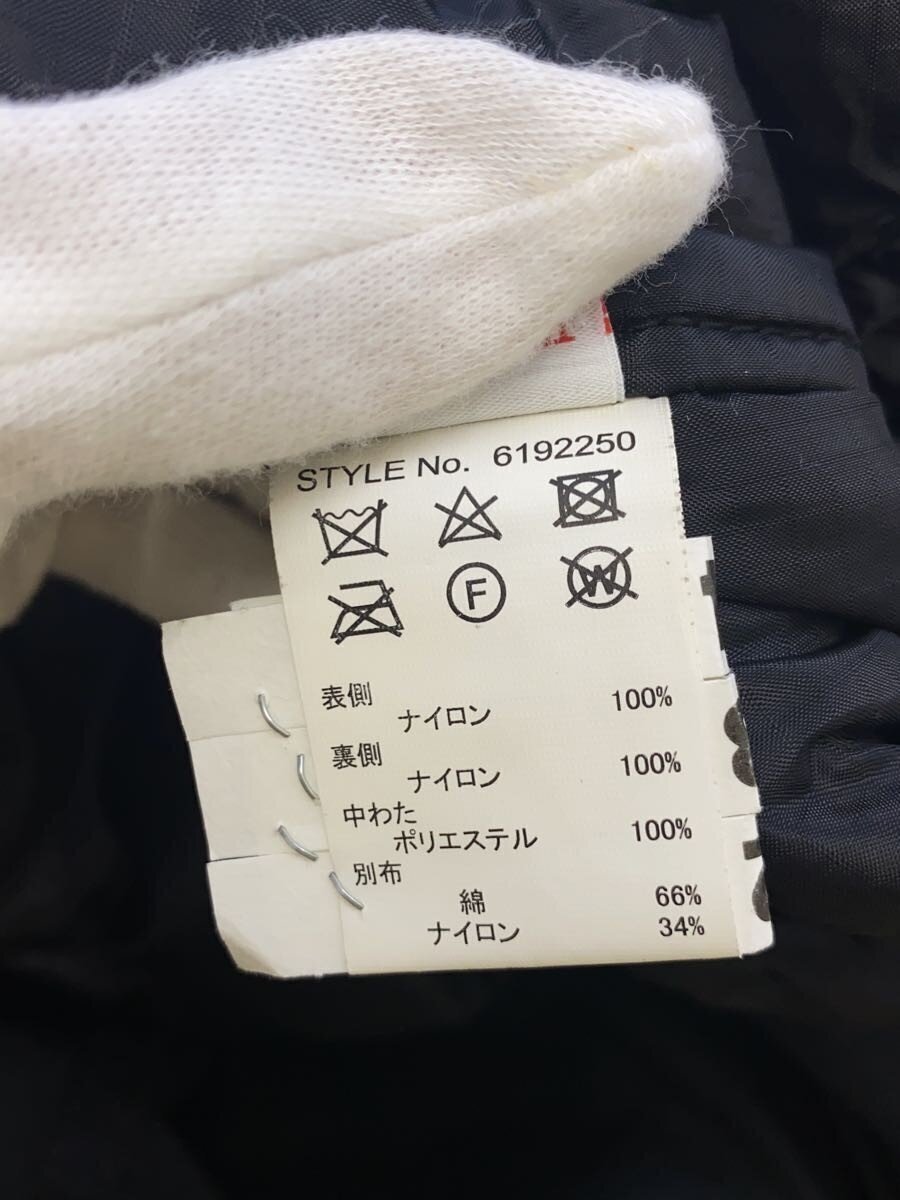 STYLE No. 6192250
F
W
表側
ナイロン 100%
裏側
ナイロン 100%
中わた
ポリエステル 100%
別布
綿 66%
ナイロン 34%